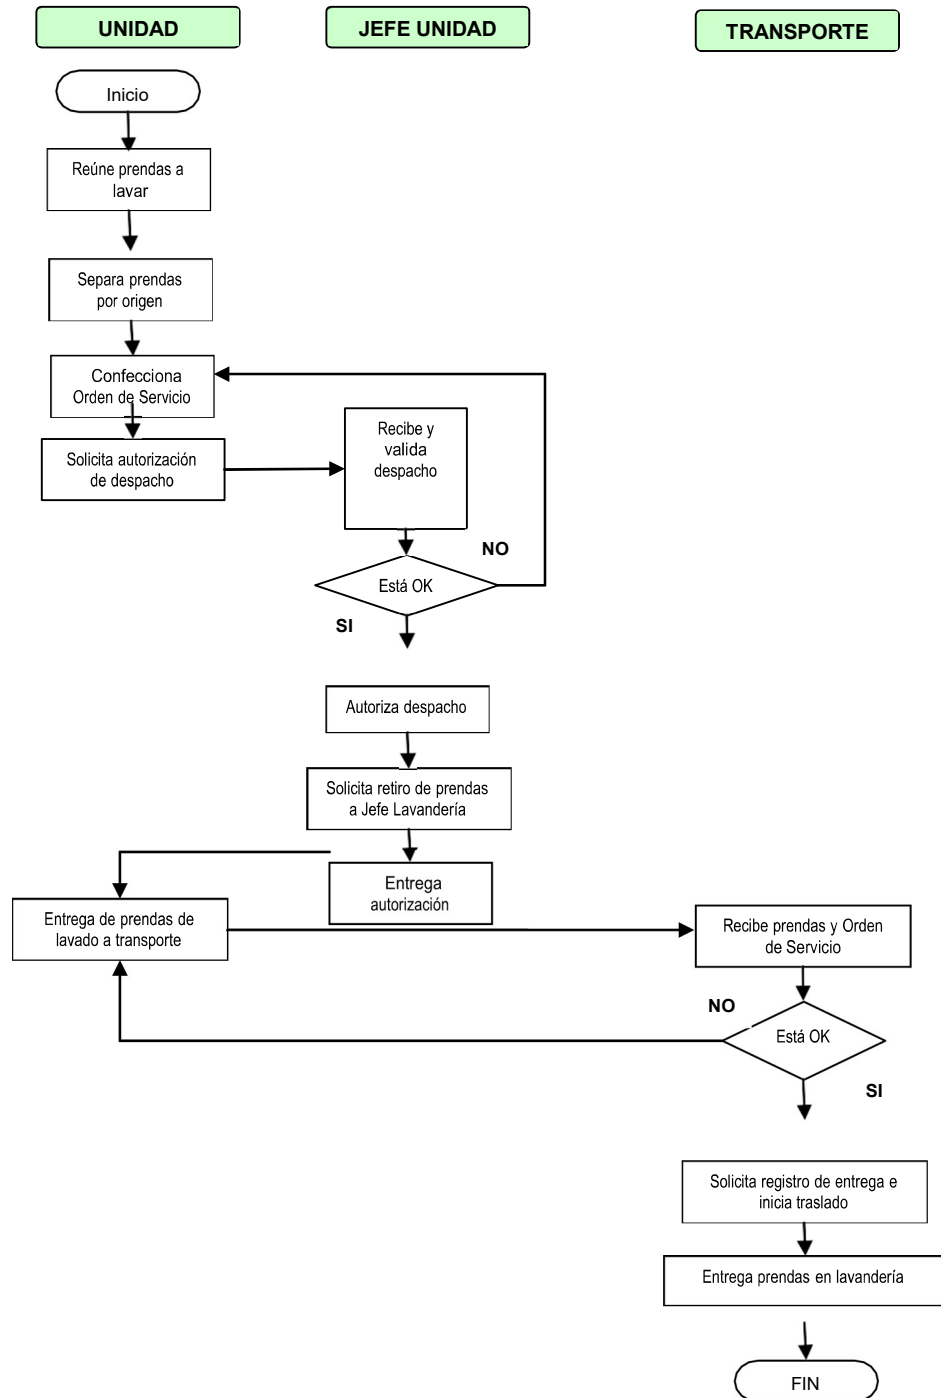 UNIDAD
JEFE UNIDAD
TRANSPORTE
Inicio
Reúne prendas a
lavar
Separa prendas
por origen
Confecciona
Orden de Servicio
Solicita autorización
de despacho
Recibe y
valida
despacho
NO
Está OK
SI
Autoriza despacho
Solicita retiro de prendas
a Jefe Lavandería
Entrega
autorización
Entrega de prendas de
lavado a transporte
Recibe prendas y Orden
de Servicio
NO
Está OK
SI
Solicita registro de entrega e
inicia traslado
Entrega prendas en lavandería
FIN